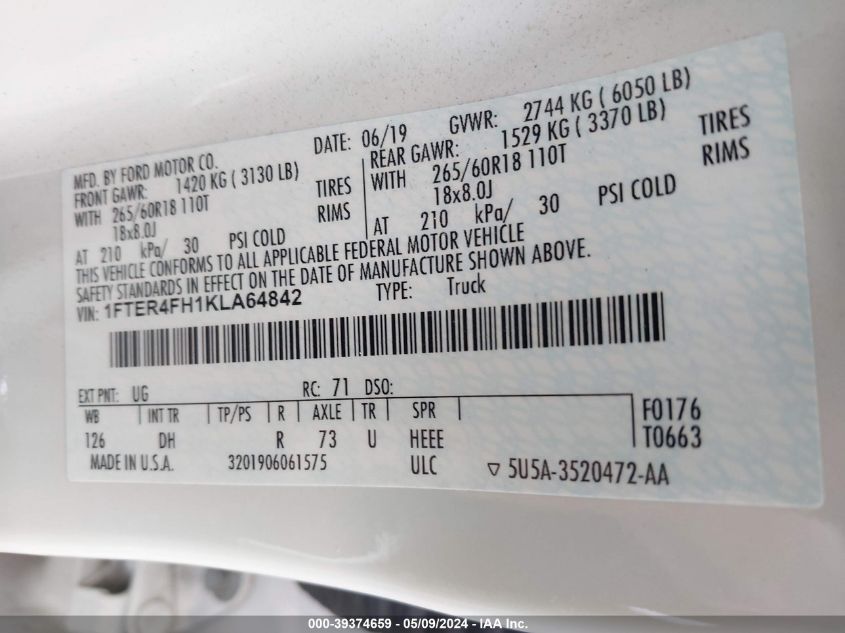 MFD. BY FORD MOTOR CO. DATE: 06/19 GVWR: 2744 KG ( 6050 LB)
FRONT GAWR: 1420 KG ( 3130 LB) REAR GAWR: 1529 KG ( 3370 LB)
WITH 265/60R18 110T TIRES WITH 265/60R18 110T TIRES
18x8.0J RIMS 18x8.0J RIMS
AT 210 kPa/ 30 PSI COLD AT 210 kPa/ 30 PSI COLD
THIS VEHICLE CONFORMS TO ALL APPLICABLE FEDERAL MOTOR VEHICLE
SAFETY STANDARDS IN EFFECT ON THE DATE OF MANUFACTURE SHOWN ABOVE.
VIN: 1FTER4FH1KLA64842 TYPE: Truck
EXT PNT: UG RC: 71 DSO:
WB INT TR TP/PS R AXLE TR SPR F0176
126 DH R 73 U HEEE T0663
MADE IN U.S.A. 3201906061575 ULC ▽ 5U5A-3520472-AA
000-39374659 - 05/09/2024 - IAA Inc.